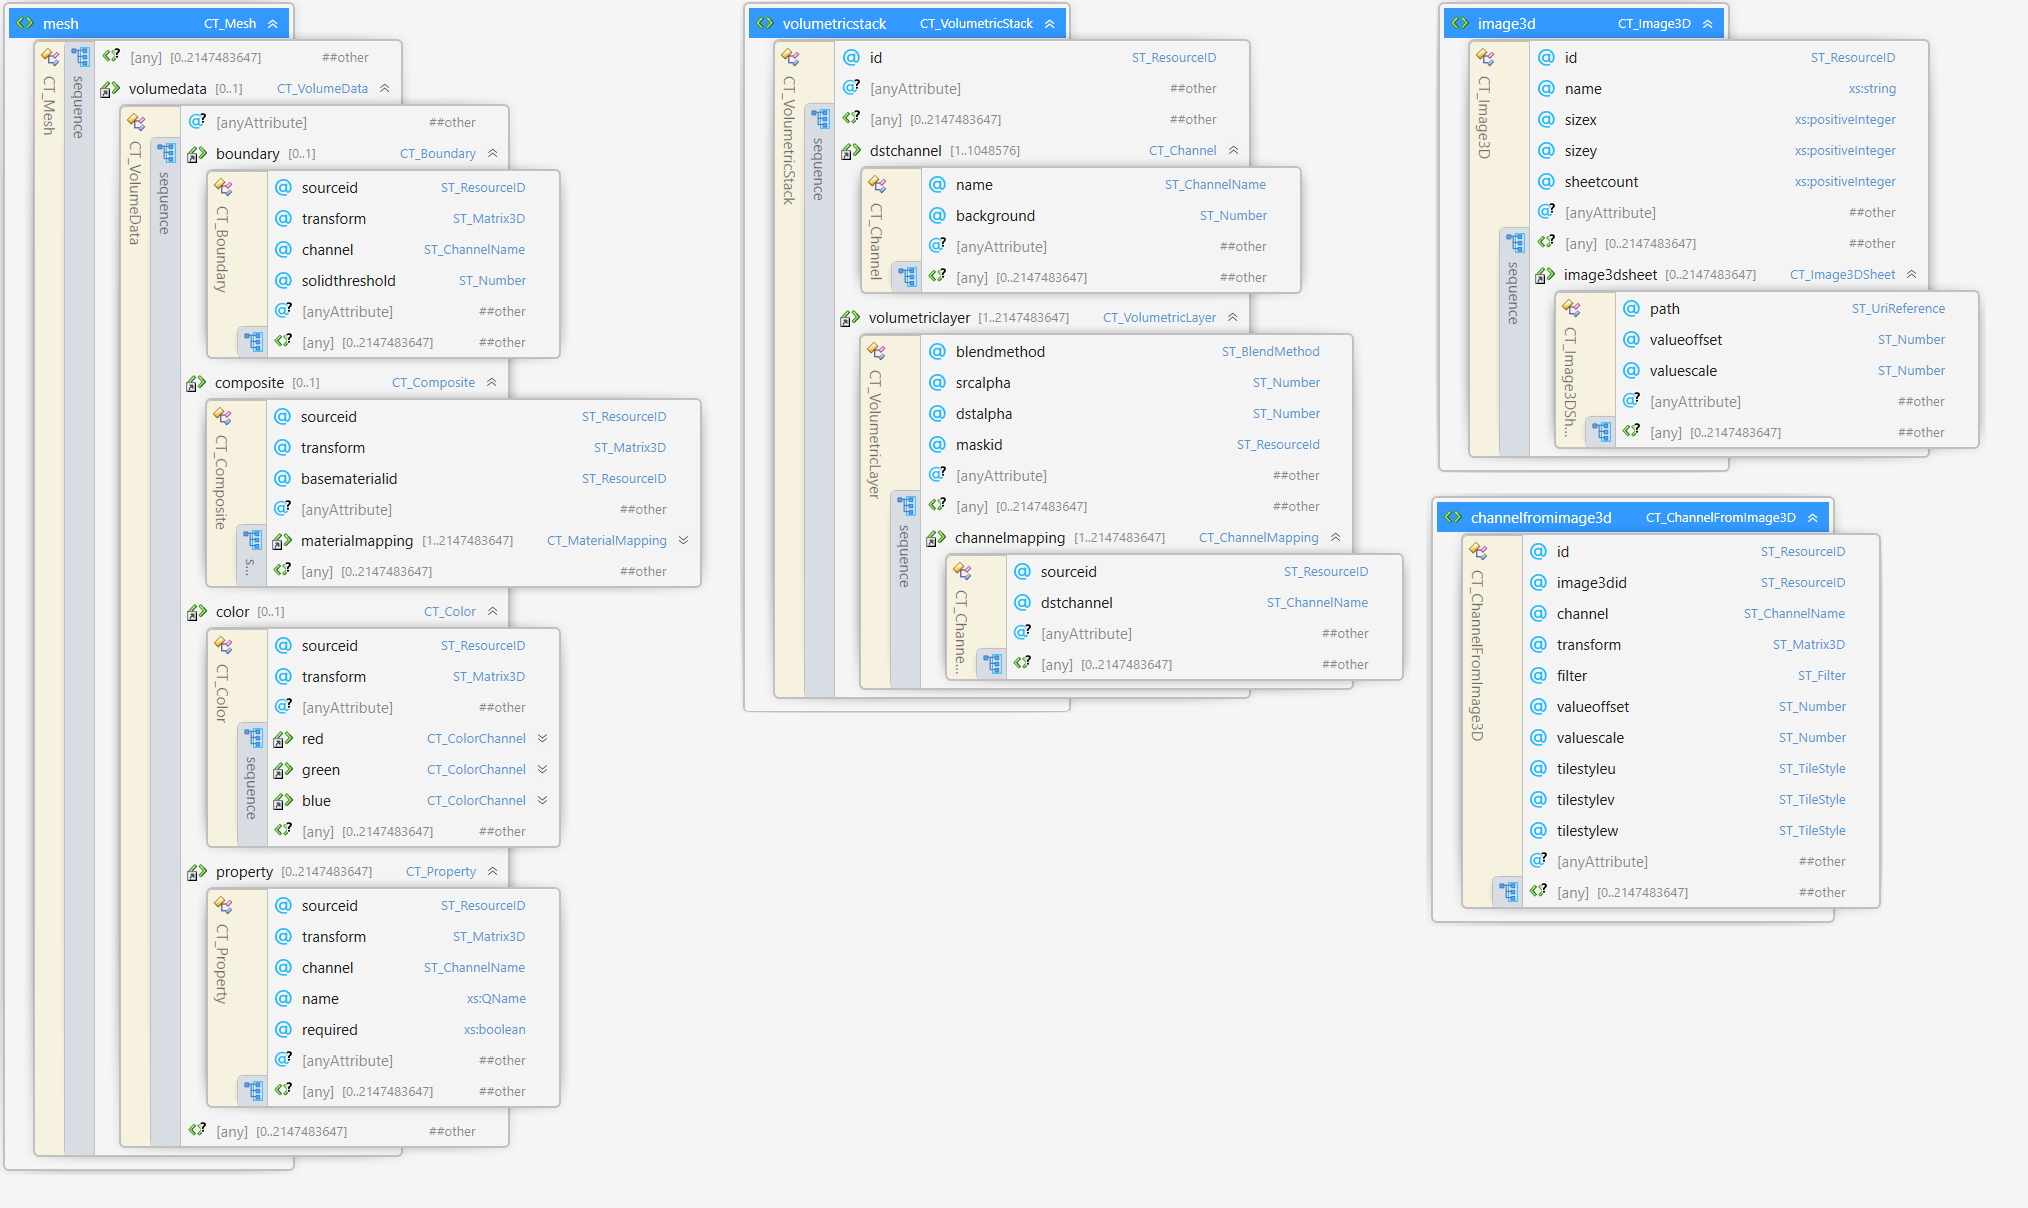 mesh CT_Mesh
CT_Mesh
sequence
[any] [0..2147483647] ##other
volumedata [0..1] CT_VolumeData
CT_VolumeData
sequence
[anyAttribute] ##other
boundary [0..1] CT_Boundary
CT_Boundary
sourceid ST_ResourceID
transform ST_Matrix3D
channel ST_ChannelName
solidthreshold ST_Number
[anyAttribute] ##other
[any] [0..2147483647] ##other
composite [0..1] CT_Composite
CT_Composite
s...
sourceid ST_ResourceID
transform ST_Matrix3D
basematerialid ST_ResourceID
[anyAttribute] ##other
materialmapping [1..2147483647] CT_MaterialMapping
[any] [0..2147483647] ##other
color [0..1] CT_Color
CT_Color
sequence
sourceid ST_ResourceID
transform ST_Matrix3D
[anyAttribute] ##other
red CT_ColorChannel
green CT_ColorChannel
blue CT_ColorChannel
[any] [0..2147483647] ##other
property [0..2147483647] CT_Property
CT_Property
sourceid ST_ResourceID
transform ST_Matrix3D
channel ST_ChannelName
name xs:QName
required xs:boolean
[anyAttribute] ##other
[any] [0..2147483647] ##other
[any] [0..2147483647] ##other
volumetricstack CT_VolumetricStack
CT_VolumetricStack
sequence
id ST_ResourceID
[anyAttribute] ##other
[any] [0..2147483647] ##other
dstchannel [1..1048576] CT_Channel
CT_Channel
name ST_ChannelName
background ST_Number
[anyAttribute] ##other
[any] [0..2147483647] ##other
volumetriclayer [1..2147483647] CT_VolumetricLayer
CT_VolumetricLayer
sequence
blendmethod ST_BlendMethod
srcalpha ST_Number
dstalpha ST_Number
maskid ST_ResourceId
[anyAttribute] ##other
[any] [0..2147483647] ##other
channelmapping [1..2147483647] CT_ChannelMapping
CT_Channe...
sourceid ST_ResourceID
dstchannel ST_ChannelName
[anyAttribute] ##other
[any] [0..2147483647] ##other
image3d CT_Image3D
CT_Image3D
sequence
id ST_ResourceID
name xs:string
sizex xs:positiveInteger
sizey xs:positiveInteger
sheetcount xs:positiveInteger
[anyAttribute] ##other
[any] [0..2147483647] ##other
image3dsheet [0..2147483647] CT_Image3DSheet
CT_Image3DSh...
path ST_UriReference
valueoffset ST_Number
valuescale ST_Number
[anyAttribute] ##other
[any] [0..2147483647] ##other
channelfromimage3d CT_ChannelFromImage3D
CT_ChannelFromImage3D
id ST_ResourceID
image3did ST_ResourceID
channel ST_ChannelName
transform ST_Matrix3D
filter ST_Filter
valueoffset ST_Number
valuescale ST_Number
tilestyleu ST_TileStyle
tilestylev ST_TileStyle
tilestylew ST_TileStyle
[anyAttribute] ##other
[any] [0..2147483647] ##other